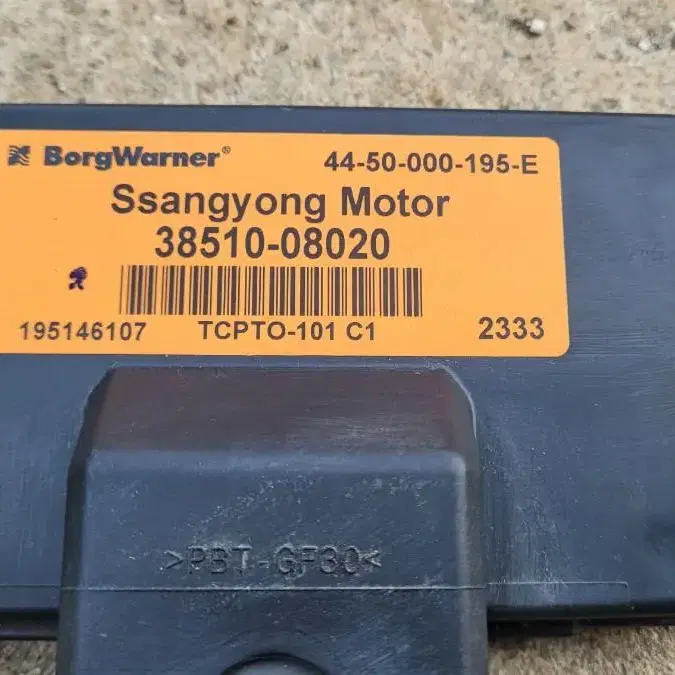 BorgWarner® 44-50-000-195-E
Ssangyong Motor
38510-08020
195146107 TCPTO-101 C1 2333
>PBT-GF30<